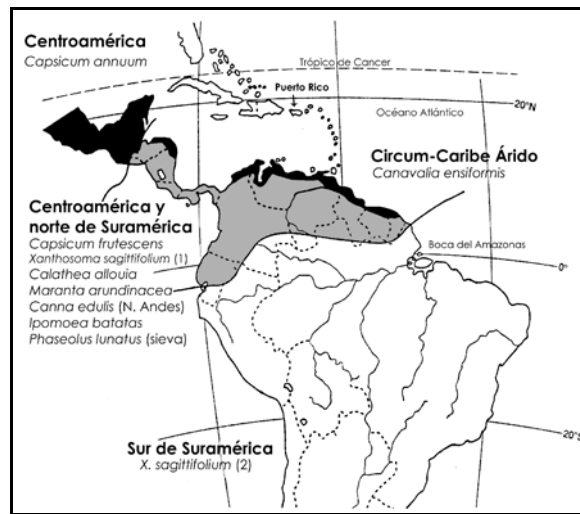 Centroamérica
Capsicum annuum
Trópico de Cancer
Puerto Rico
20°N
Océano Atlántico
Circum-Caribe Árido
Canavalia ensiformis
Centroamérica y
norte de Suramérica
Capsicum frutescens
Xanthosoma sagittifolium (1)
Calathea allouia
Maranta arundinacea
Canna edulis (N. Andes)
Ipomoea batatas
Phaseolus lunatus (sieva)
Boca del Amazonas
0°
Sur de Suramérica
X. sagittifolium (2)
20°S